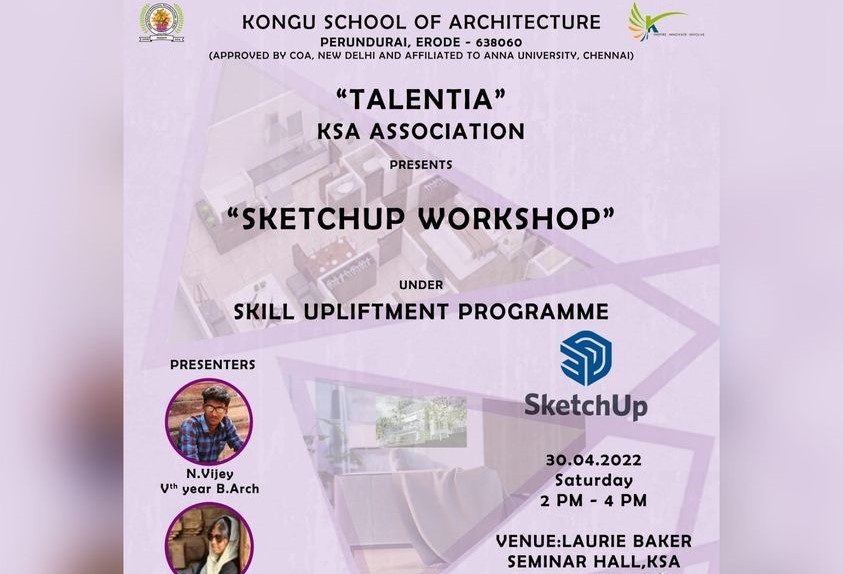 KONGU SCHOOL OF ARCHITECTURE
PERUNDURAI, ERODE - 638060
(APPROVED BY COA, NEW DELHI AND AFFILIATED TO ANNA UNIVERSITY, CHENNAI)
“TALENTIA”
KSA ASSOCIATION
PRESENTS
“SKETCHUP WORKSHOP”
UNDER
SKILL UPLIFTMENT PROGRAMME
PRESENTERS
N.Vijey
Vth year B.Arch
SketchUp
30.04.2022
Saturday
2 PM - 4 PM
VENUE:LAURIE BAKER
SEMINAR HALL,KSA